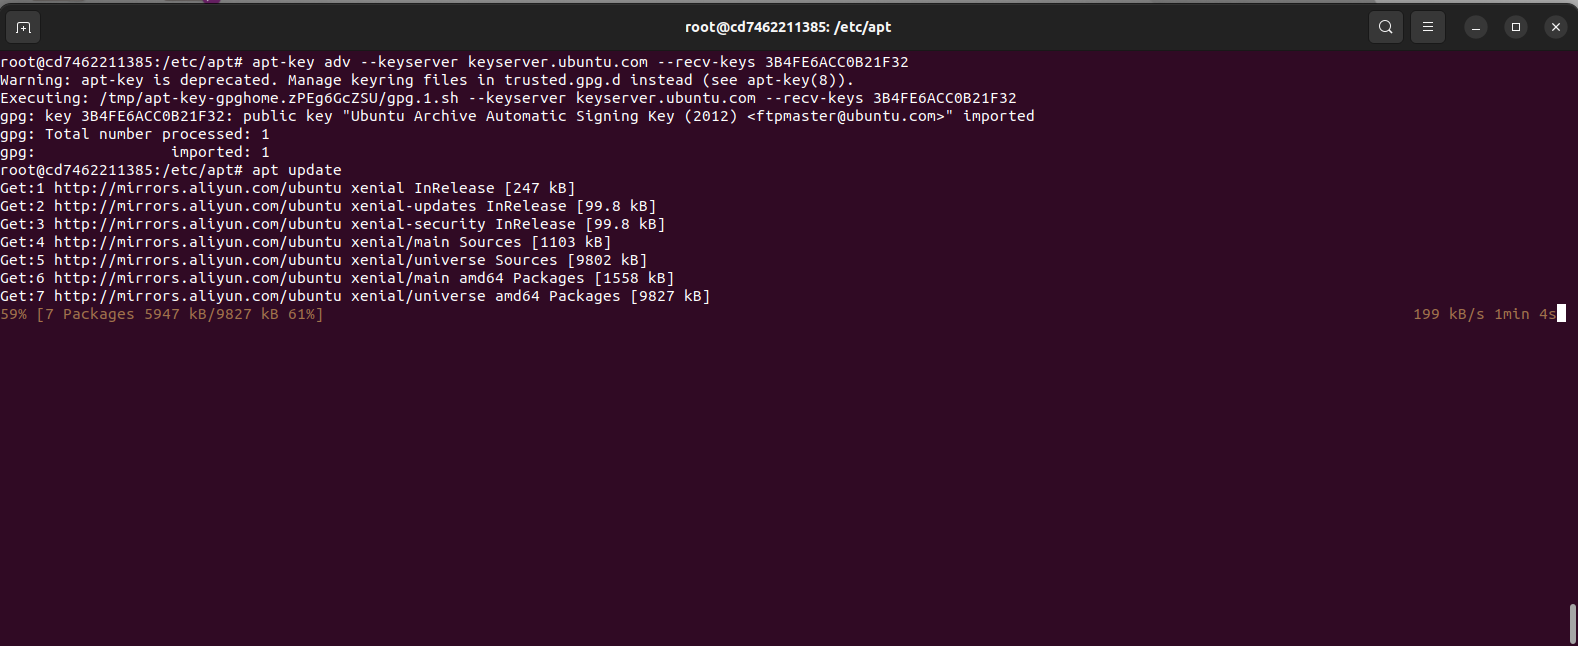 root@cd7462211385: /etc/apt
root@cd7462211385:/etc/apt# apt-key adv --keyserver keyserver.ubuntu.com --recv-keys 3B4FE6ACC0B21F32
Warning: apt-key is deprecated. Manage keyring files in trusted.gpg.d instead (see apt-key(8)).
Executing: /tmp/apt-key-gpghome.zPEg6GcZSU/gpg.1.sh --keyserver keyserver.ubuntu.com --recv-keys 3B4FE6ACC0B21F32
gpg: key 3B4FE6ACC0B21F32: public key "Ubuntu Archive Automatic Signing Key (2012) <ftpmaster@ubuntu.com>" imported
gpg: Total number processed: 1
gpg:               imported: 1
root@cd7462211385:/etc/apt# apt update
Get:1 http://mirrors.aliyun.com/ubuntu xenial InRelease [247 kB]
Get:2 http://mirrors.aliyun.com/ubuntu xenial-updates InRelease [99.8 kB]
Get:3 http://mirrors.aliyun.com/ubuntu xenial-security InRelease [99.8 kB]
Get:4 http://mirrors.aliyun.com/ubuntu xenial/main Sources [1103 kB]
Get:5 http://mirrors.aliyun.com/ubuntu xenial/universe Sources [9802 kB]
Get:6 http://mirrors.aliyun.com/ubuntu xenial/main amd64 Packages [1558 kB]
Get:7 http://mirrors.aliyun.com/ubuntu xenial/universe amd64 Packages [9827 kB]
59% [7 Packages 5947 kB/9827 kB 61%] 199 kB/s 1min 4s